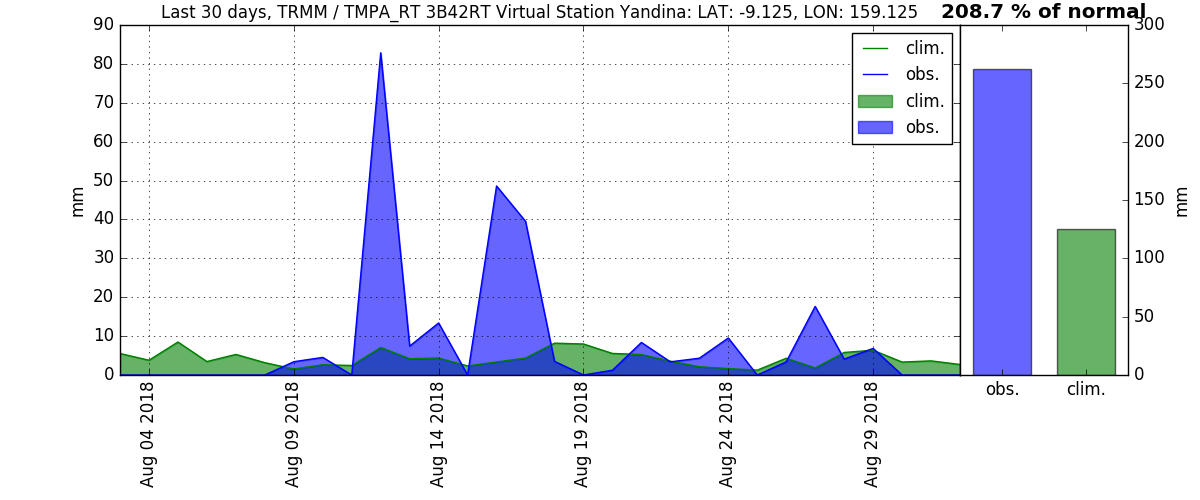 Last 30 days, TRMM / TMPA_RT 3B42RT Virtual Station Yandina: LAT: -9.125, LON: 159.125
208.7 % of normal
90
80
70
60
50
40
30
20
10
0
mm
clim.
obs.
clim.
obs.
Aug 04 2018
Aug 09 2018
Aug 14 2018
Aug 19 2018
Aug 24 2018
Aug 29 2018
300
250
200
150
100
50
0
mm
obs.
clim.